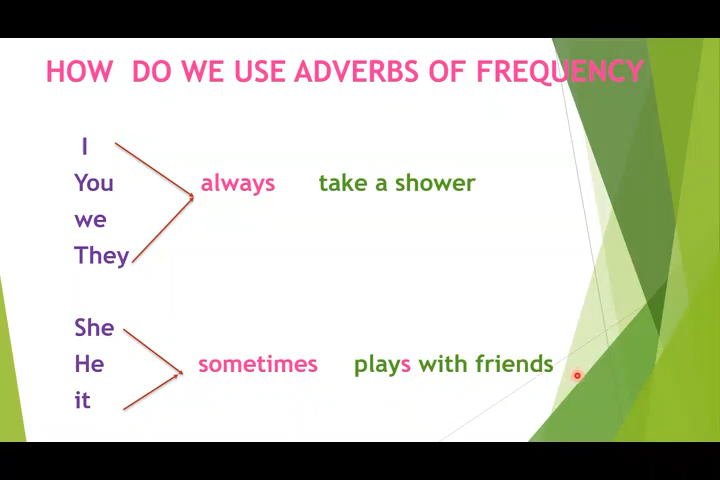 HOW DO WE USE ADVERBS OF FREQUENCY
I
You always take a shower
we
They
She
He sometimes plays with friends
it